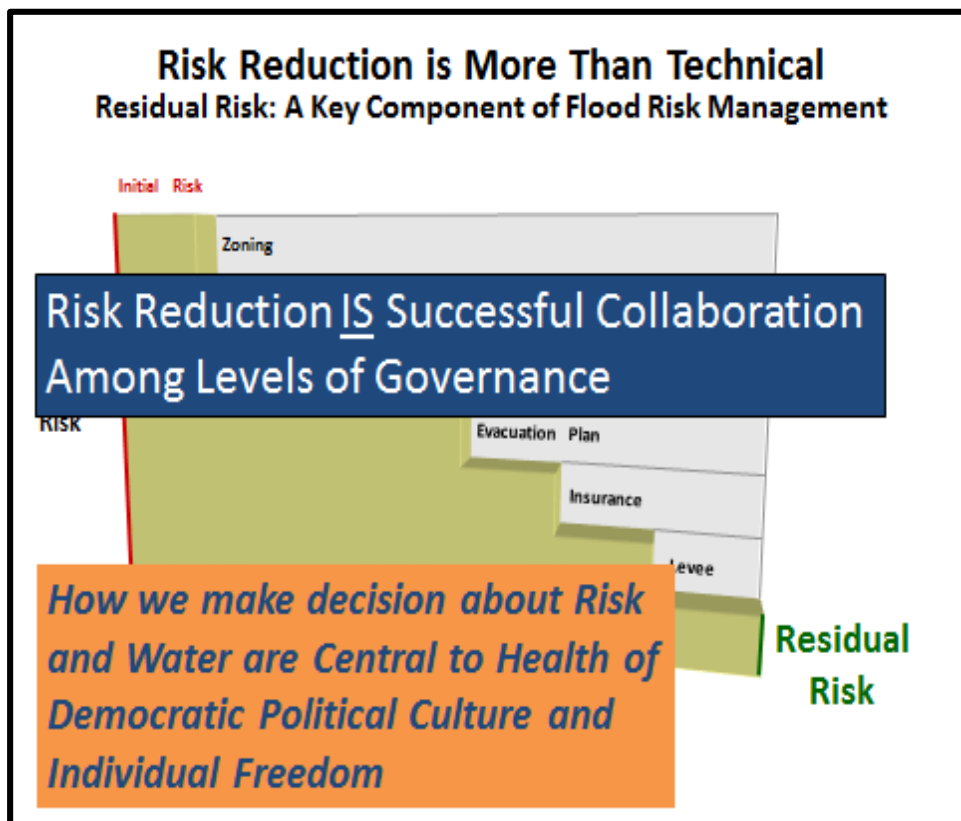 Risk Reduction is More Than Technical
Residual Risk: A Key Component of Flood Risk Management
Initial Risk
Zoning
Risk Reduction IS Successful Collaboration
Among Levels of Governance
Risk
Evacuation Plan
Insurance
Levee
How we make decision about Risk
and Water are Central to Health of
Democratic Political Culture and
Individual Freedom
Residual
Risk